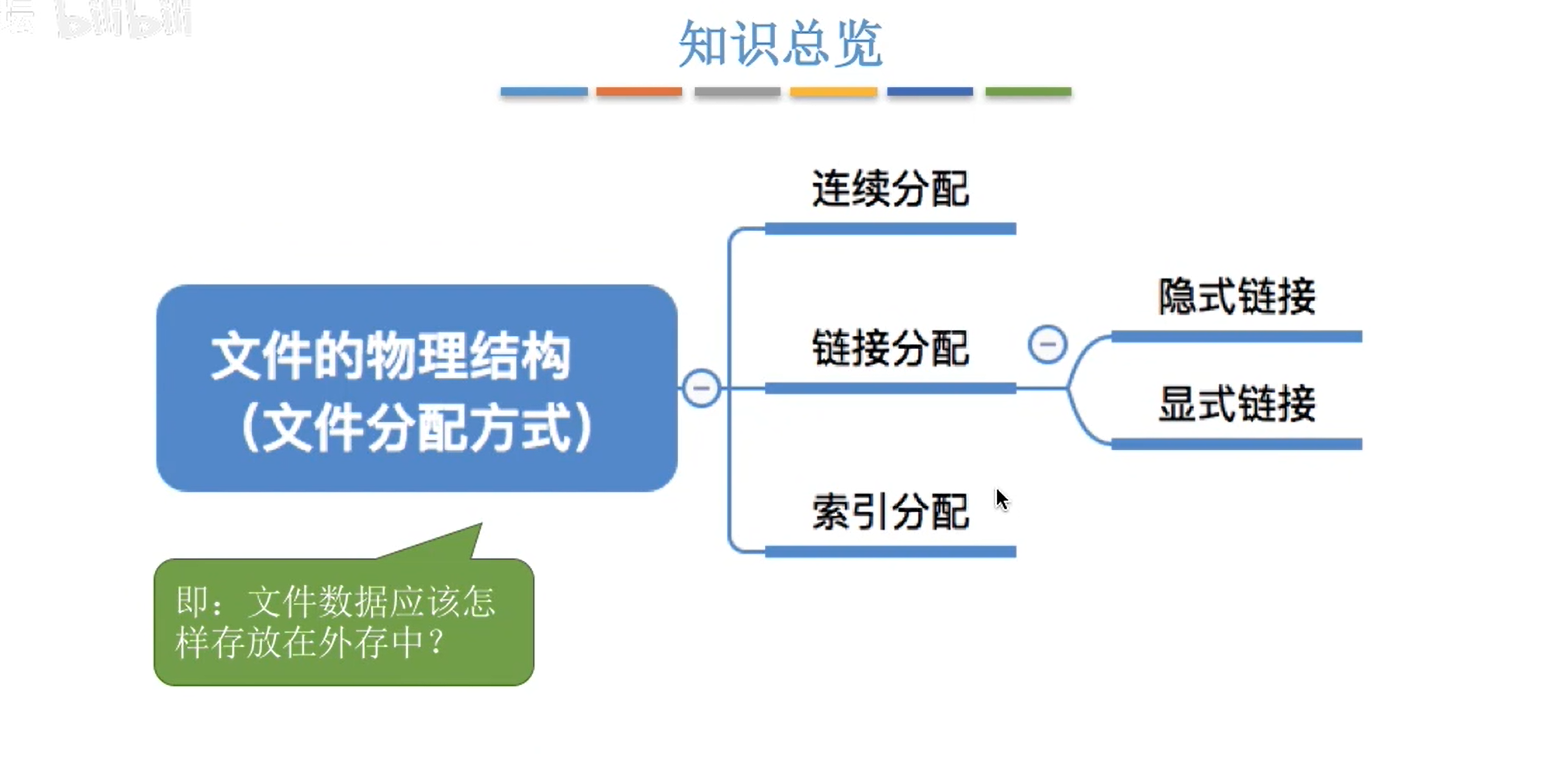 bilibili
知识总览
连续分配
隐式链接
文件的物理结构
链接分配
显式链接
（文件分配方式）
索引分配
即：文件数据应该怎
样存放在外存中？